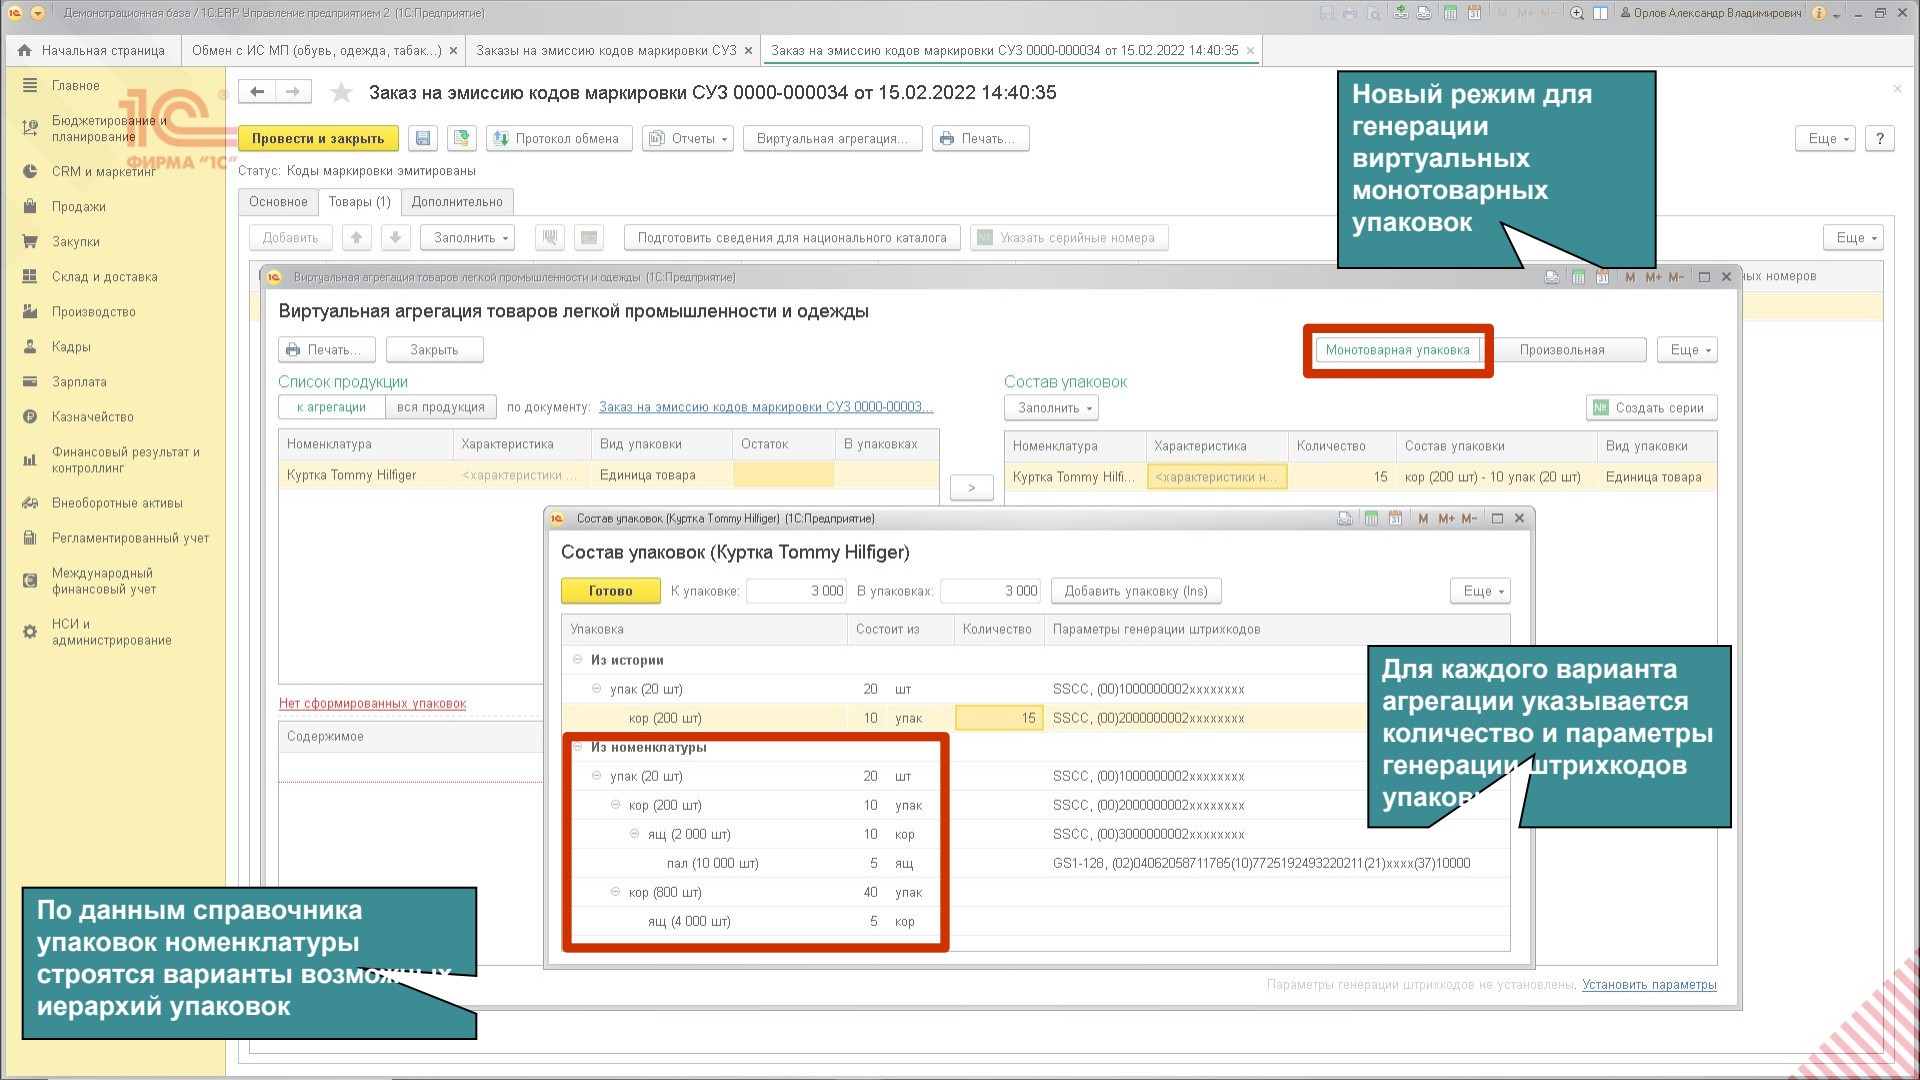 Демонстрационная база / 1С:ERP Управление предприятием 2 (1С:Предприятие)
M M+ M-
Орлов Александр Владимирович
Начальная страница
Обмен с ИС МП (обувь, одежда, табак...)
Заказы на эмиссию кодов маркировки СУЗ
Заказ на эмиссию кодов маркировки СУЗ 0000-000034 от 15.02.2022 14:40:35
Главное
Бюджетирование и
планирование
CRM и маркетинг
Продажи
Закупки
Склад и доставка
Производство
Кадры
Зарплата
Казначейство
Финансовый результат и
контроллинг
Внеоборотные активы
Регламентированный учет
Международный
финансовый учет
НСИ и
администрирование
1С®
ФИРМА "1С"
Заказ на эмиссию кодов маркировки СУЗ 0000-000034 от 15.02.2022 14:40:35
Провести и закрыть
Протокол обмена
Отчеты
Виртуальная агрегация...
Печать...
Еще
?
Статус: Коды маркировки эмитированы
Основное
Товары (1)
Дополнительно
Добавить
Заполнить
Подготовить сведения для национального каталога
№ Указать серийные номера
Еще
ных номеров
Новый режим для
генерации
виртуальных
монотоварных
упаковок
Виртуальная агрегация товаров легкой промышленности и одежды (1С:Предприятие)
M M+ M-
Виртуальная агрегация товаров легкой промышленности и одежды
Печать...
Закрыть
Монотоварная упаковка
Произвольная
Еще
Список продукции
к агрегации
вся продукция
по документу: Заказ на эмиссию кодов маркировки СУЗ 0000-00003...
Номенклатура Характеристика Вид упаковки Остаток В упаковках
Куртка Tommy Hilfiger <характеристики ... Единица товара
>
Состав упаковок
Заполнить
№ Создать серии
Номенклатура Характеристика Количество Состав упаковки Вид упаковки
Куртка Tommy Hilfi... <характеристики н... 15 кор (200 шт) - 10 упак (20 шт) Единица товара
Нет сформированных упаковок
Содержимое
Состав упаковок (Куртка Tommy Hilfiger) (1С:Предприятие)
M M+ M-
Состав упаковок (Куртка Tommy Hilfiger)
Готово
К упаковке: 3 000
В упаковках: 3 000
Добавить упаковку (Ins)
Еще
Упаковка Состоит из Количество Параметры генерации штрихкодов
Из истории
упак (20 шт) 20 шт SSCC, (00)1000000002xxxxxxxx
кор (200 шт) 10 упак 15 SSCC, (00)2000000002xxxxxxxx
Из номенклатуры
упак (20 шт) 20 шт SSCC, (00)1000000002xxxxxxxx
кор (200 шт) 10 упак SSCC, (00)2000000002xxxxxxxx
ящ (2 000 шт) 10 кор SSCC, (00)3000000002xxxxxxxx
пал (10 000 шт) 5 ящ GS1-128, (02)04062058711785(10)7725192493220211(21)xxxx(37)10000
кор (800 шт) 40 упак
ящ (4 000 шт) 5 кор
Для каждого варианта
агрегации указывается
количество и параметры
генерации штрихкодов
По данным справочника
упаковок номенклатуры
строятся варианты возможных
иерархий упаковок
Параметры генерации штрихкодов не установлены. Установить параметры